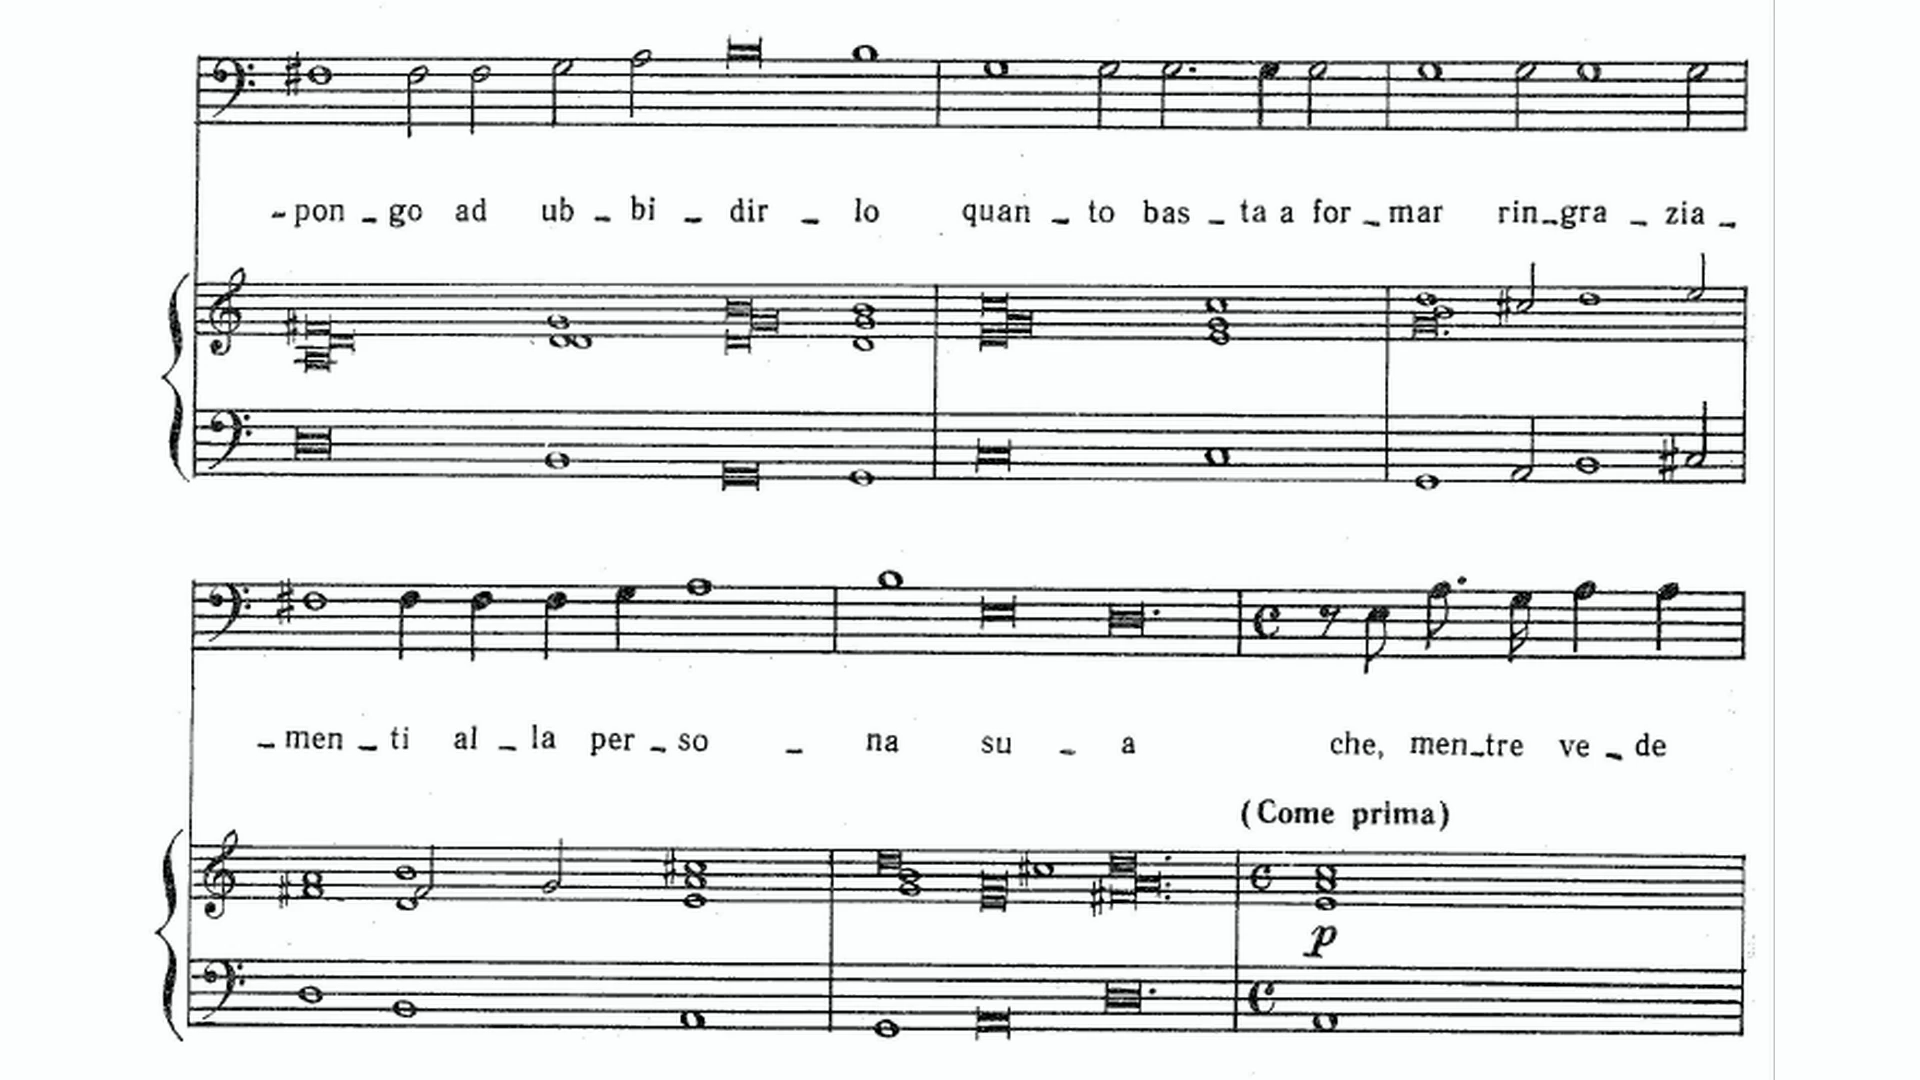 -pon - go ad ub - bi - dir - lo quan - to bas - ta a for - mar rin-gra - zia -
- men - ti al - la per - so - na su - a che, men-tre ve - de
(Come prima)
p